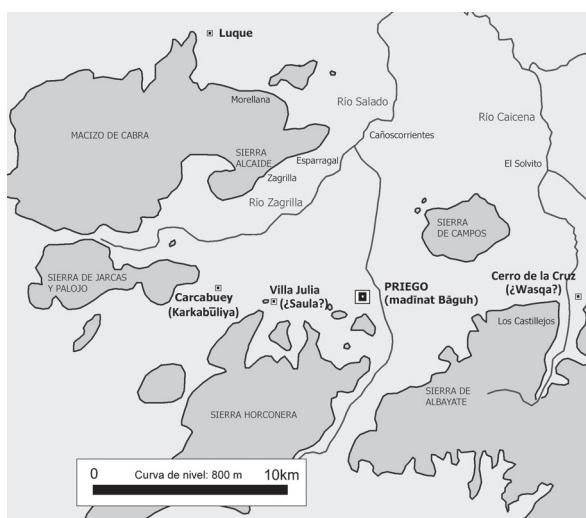 Luque
Morellana
Río Salado
MACIZO DE CABRA
Río Caicena
Cañoscorrientes
SIERRA
ALCAIDE
Esparragal
El Solvito
Zagrilla
Río Zagrilla
SIERRA
DE CAMPOS
SIERRA DE JARCAS
Y PALOJO
Carcabuey
(Karkabūliya)
Villa Julia
(¿Saula?)
PRIEGO
(madīnat Bāguh)
Cerro de la Cruz
(¿Wasqa?)
Los Castillejos
SIERRA HORCONERA
SIERRA DE
ALBAYATE
0 Curva de nivel: 800 m 10km